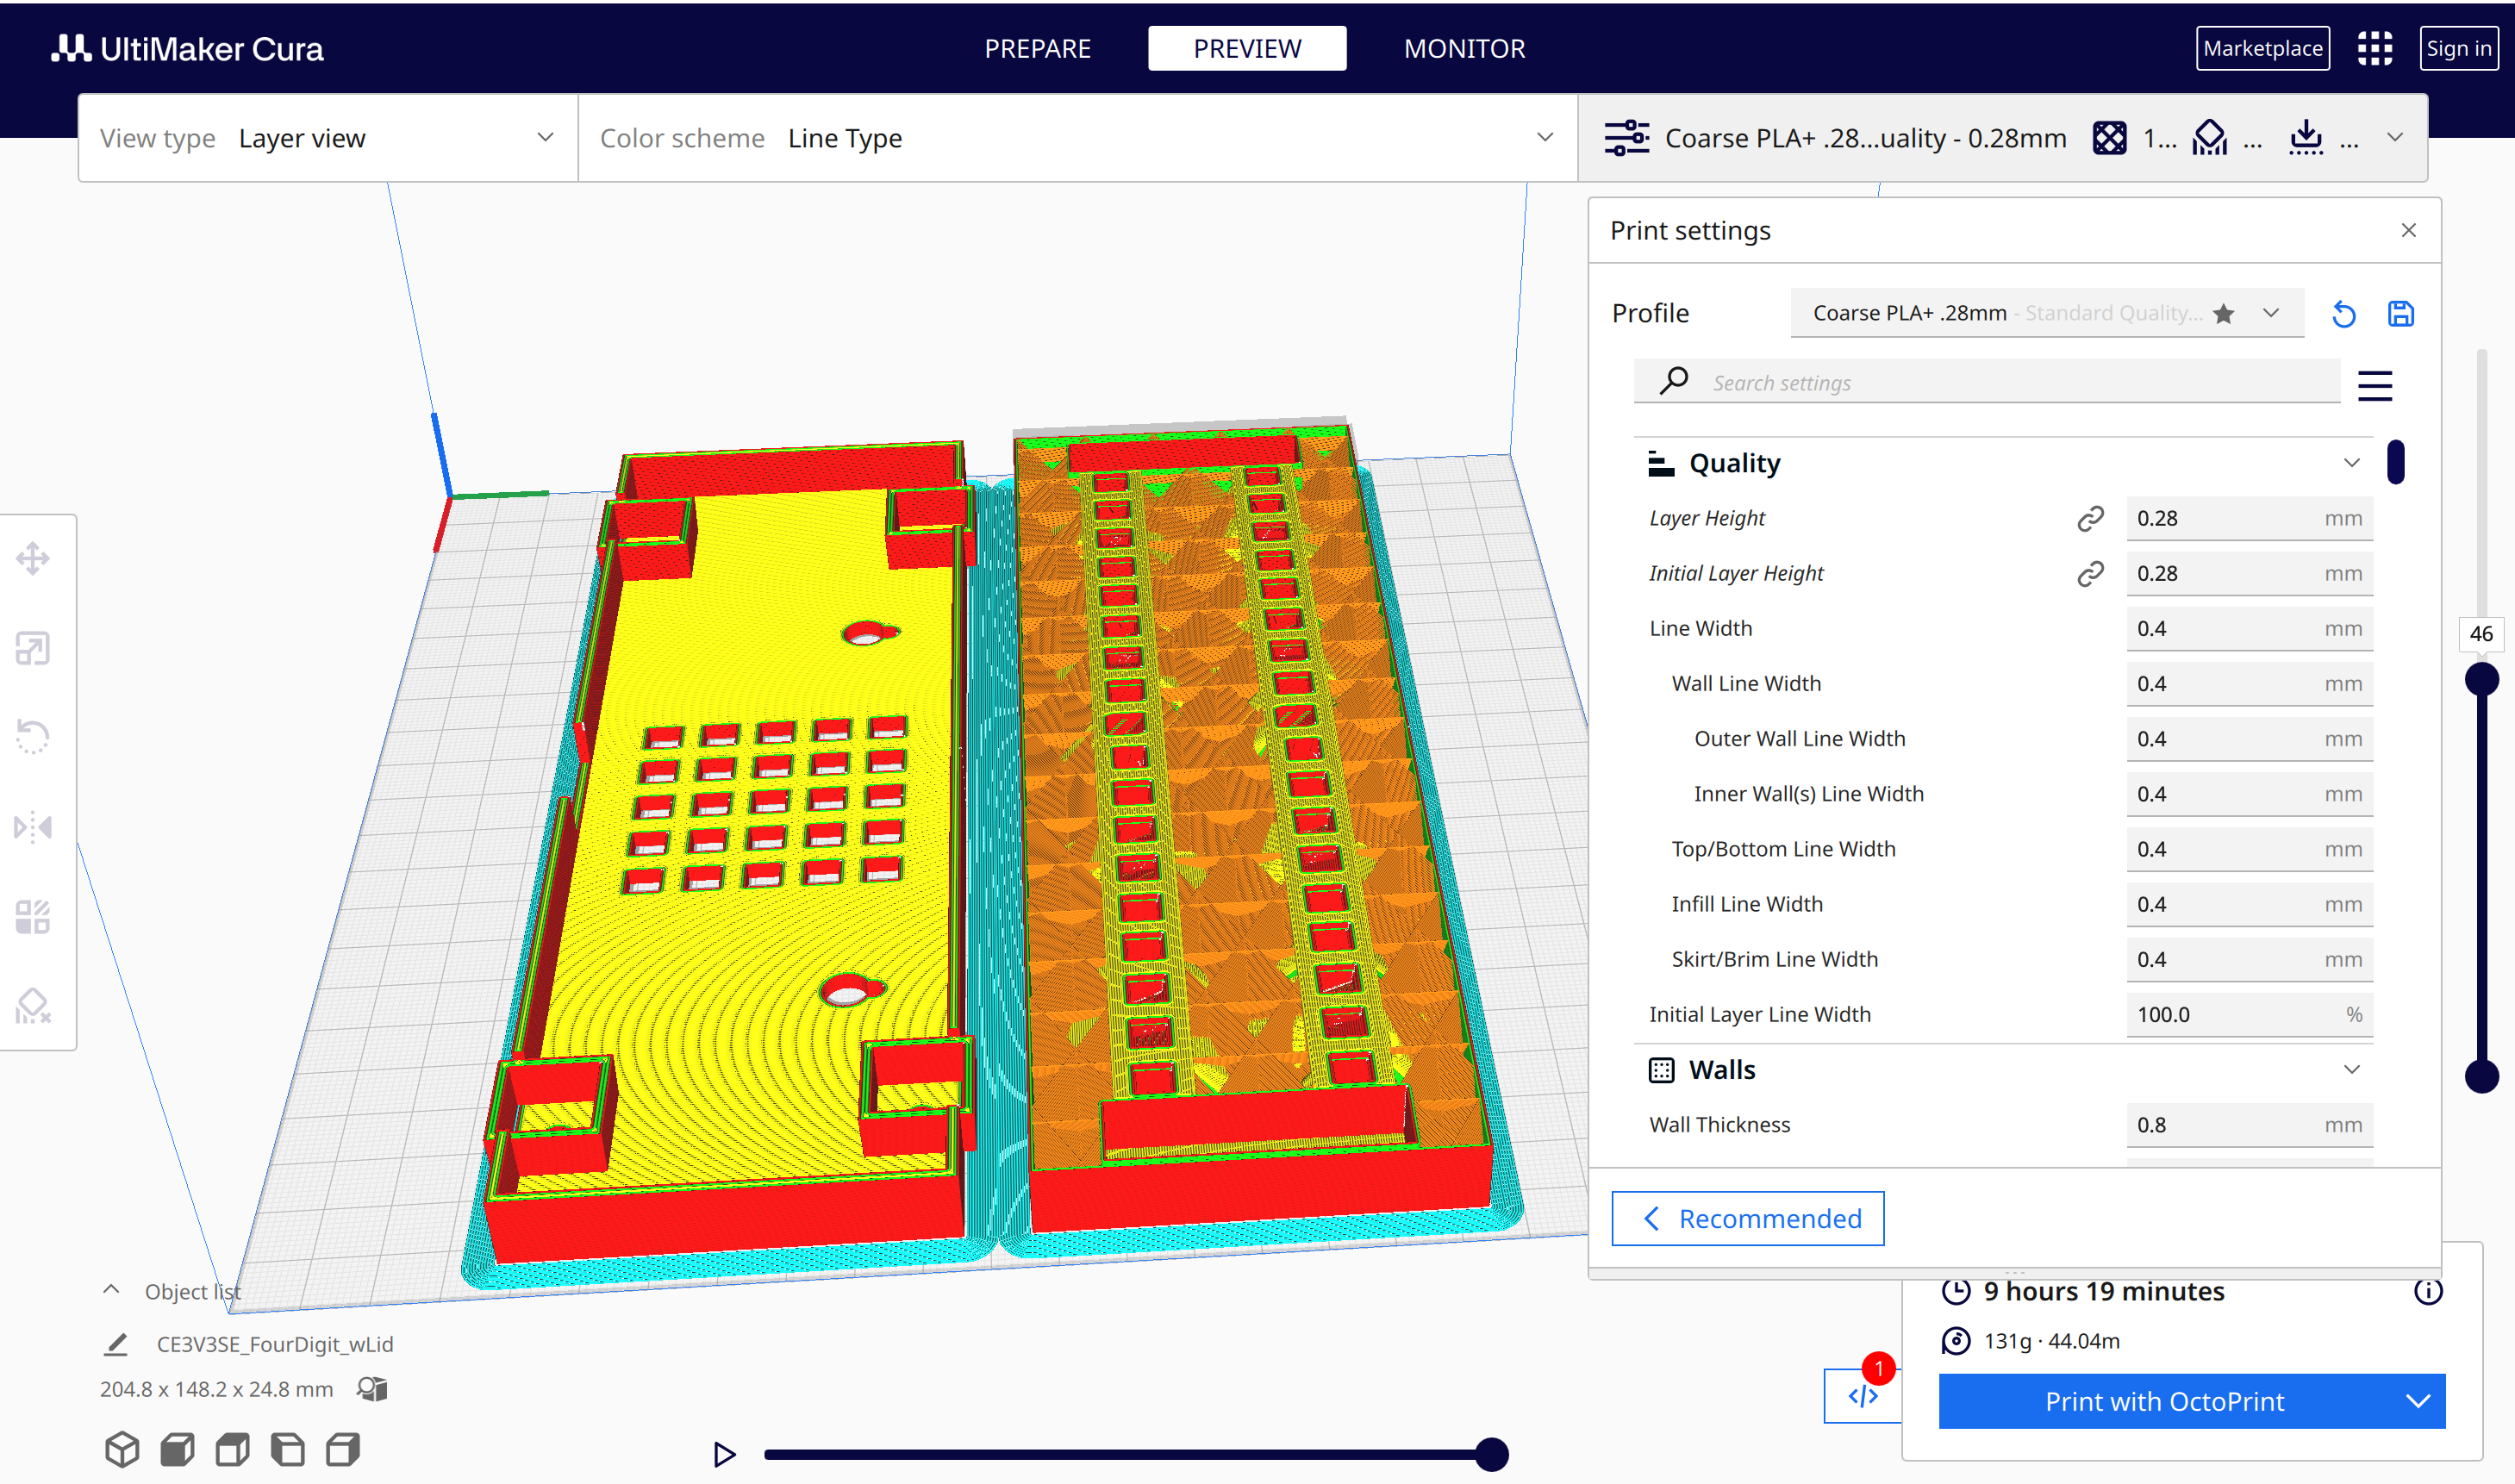 UltiMaker Cura
PREPARE
PREVIEW
MONITOR
Marketplace
Sign in
View type Layer view
Color scheme Line Type
Coarse PLA+ .28...uality - 0.28mm 1... ... ...
Print settings
Profile Coarse PLA+ .28mm - Standard Quality...
Search settings
Quality
Layer Height 0.28 mm
Initial Layer Height 0.28 mm
Line Width 0.4 mm
Wall Line Width 0.4 mm
Outer Wall Line Width 0.4 mm
Inner Wall(s) Line Width 0.4 mm
Top/Bottom Line Width 0.4 mm
Infill Line Width 0.4 mm
Skirt/Brim Line Width 0.4 mm
Initial Layer Line Width 100.0 %
Walls
Wall Thickness 0.8 mm
Recommended
46
Object list
CE3V3SE_FourDigit_wLid
204.8 x 148.2 x 24.8 mm
9 hours 19 minutes
131g · 44.04m
1
Print with OctoPrint